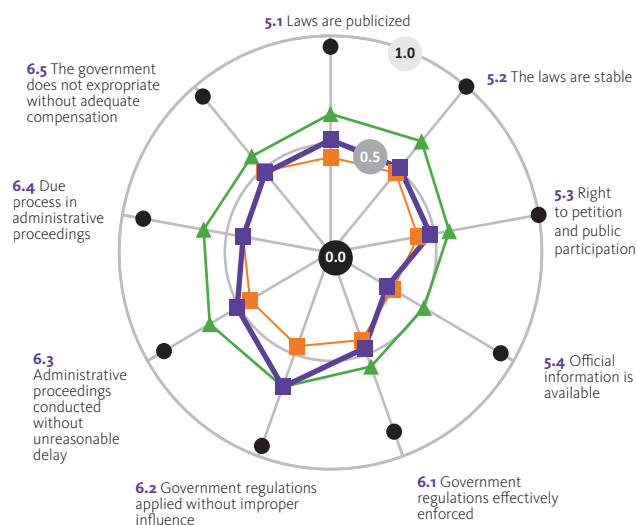 5.1 Laws are publicized
1.0
5.2 The laws are stable
0.5
5.3 Right
to petition
and public
participation
0.0
5.4 Official
information is
available
6.1 Government
regulations effectively
enforced
6.2 Government regulations
applied without improper
influence
6.3
Administrative
proceedings
conducted
without
unreasonable
delay
6.4 Due
process in
administrative
proceedings
6.5 The government
does not expropriate
without adequate
compensation